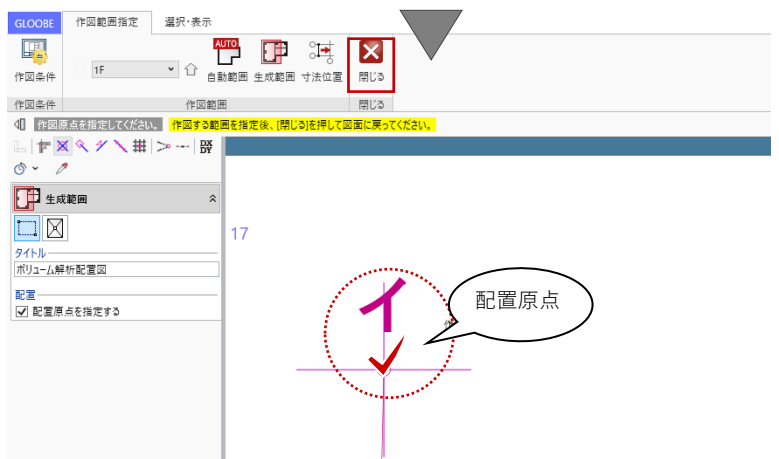 GLOOBE 作図範囲指定 選択・表示
AUTO
1F
作図条件 自動範囲 生成範囲 寸法位置 閉じる
作図条件 作図範囲 閉じる
作図原点を指定してください。 作図する範囲を指定後、[閉じる]を押して図面に戻ってください。
DX
DY
生成範囲
17
タイトル
ボリューム解析配置図
配置
配置原点を指定する
イ
配置原点